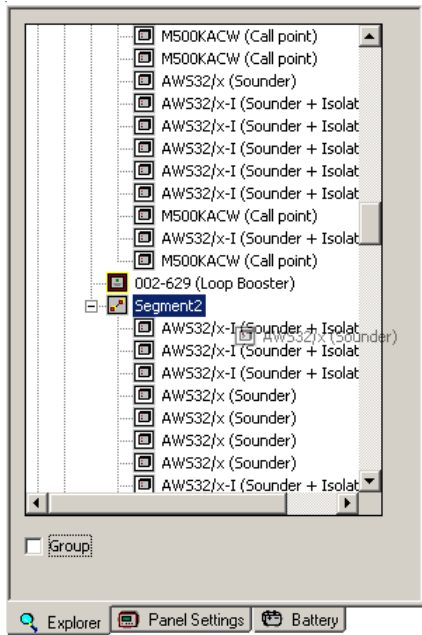 M500KACW (Call point)
M500KACW (Call point)
AWS32/x (Sounder)
AWS32/x-I (Sounder + Isolat
AWS32/x-I (Sounder + Isolat
AWS32/x-I (Sounder + Isolat
AWS32/x-I (Sounder + Isolat
AWS32/x-I (Sounder + Isolat
M500KACW (Call point)
AWS32/x-I (Sounder + Isolat
M500KACW (Call point)
002-629 (Loop Booster)
Segment2
AWS32/x-I (Sounder + Isolat
AWS32/x (Sounder)
AWS32/x-I (Sounder + Isolat
AWS32/x-I (Sounder + Isolat
AWS32/x (Sounder)
AWS32/x (Sounder)
AWS32/x (Sounder)
AWS32/x (Sounder)
AWS32/x-I (Sounder + Isolat
Group
Explorer Panel Settings Battery